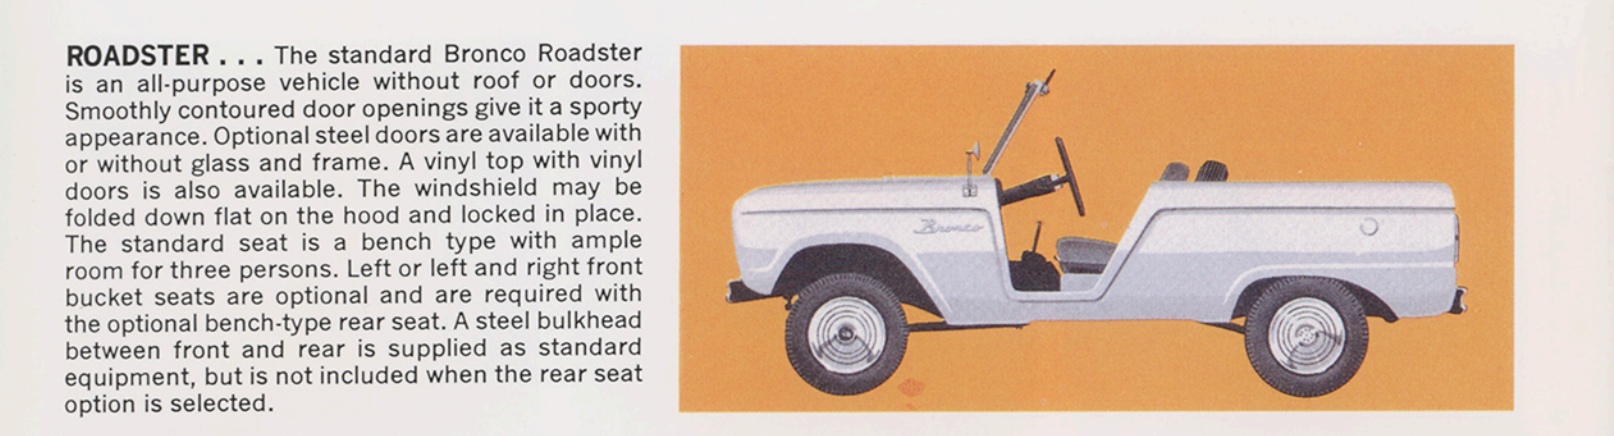 ROADSTER . . . The standard Bronco Roadster
is an all-purpose vehicle without roof or doors.
Smoothly contoured door openings give it a sporty
appearance. Optional steel doors are available with
or without glass and frame. A vinyl top with vinyl
doors is also available. The windshield may be
folded down flat on the hood and locked in place.
The standard seat is a bench type with ample
room for three persons. Left or left and right front
bucket seats are optional and are required with
the optional bench-type rear seat. A steel bulkhead
between front and rear is supplied as standard
equipment, but is not included when the rear seat
option is selected.
Bronco